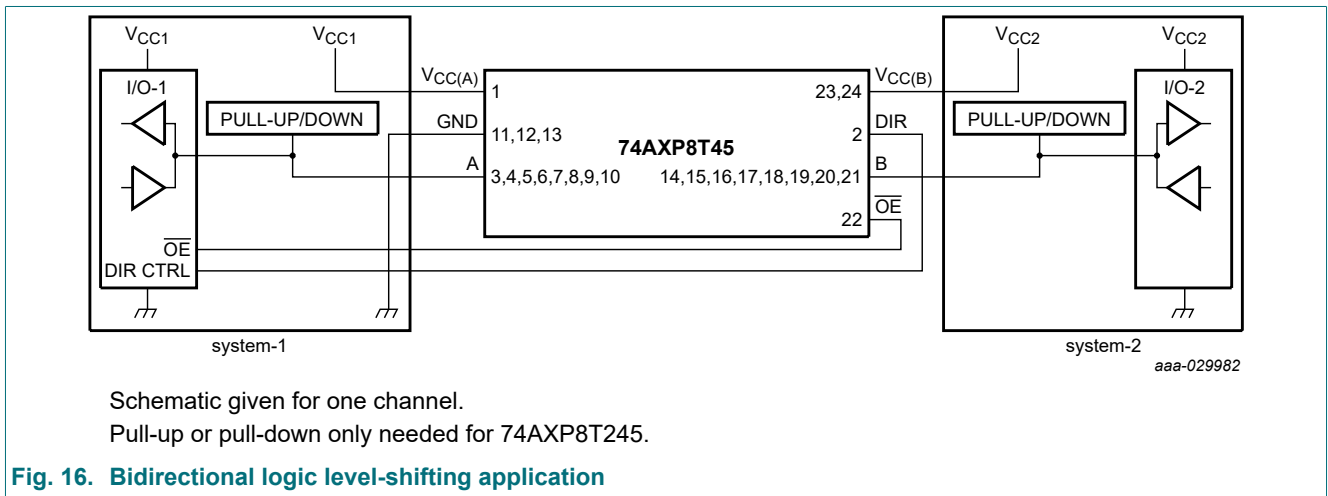 VCC1 VCC1 VCC2 VCC2
I/O-1 VCC(A) 1 23,24 VCC(B) I/O-2
PULL-UP/DOWN GND 11,12,13 74AXP8T45 2 DIR PULL-UP/DOWN
A 3,4,5,6,7,8,9,10 14,15,16,17,18,19,20,21 B
22 OE
OE
DIR CTRL
system-1 system-2
aaa-029982
Schematic given for one channel.
Pull-up or pull-down only needed for 74AXP8T245.
Fig. 16. Bidirectional logic level-shifting application